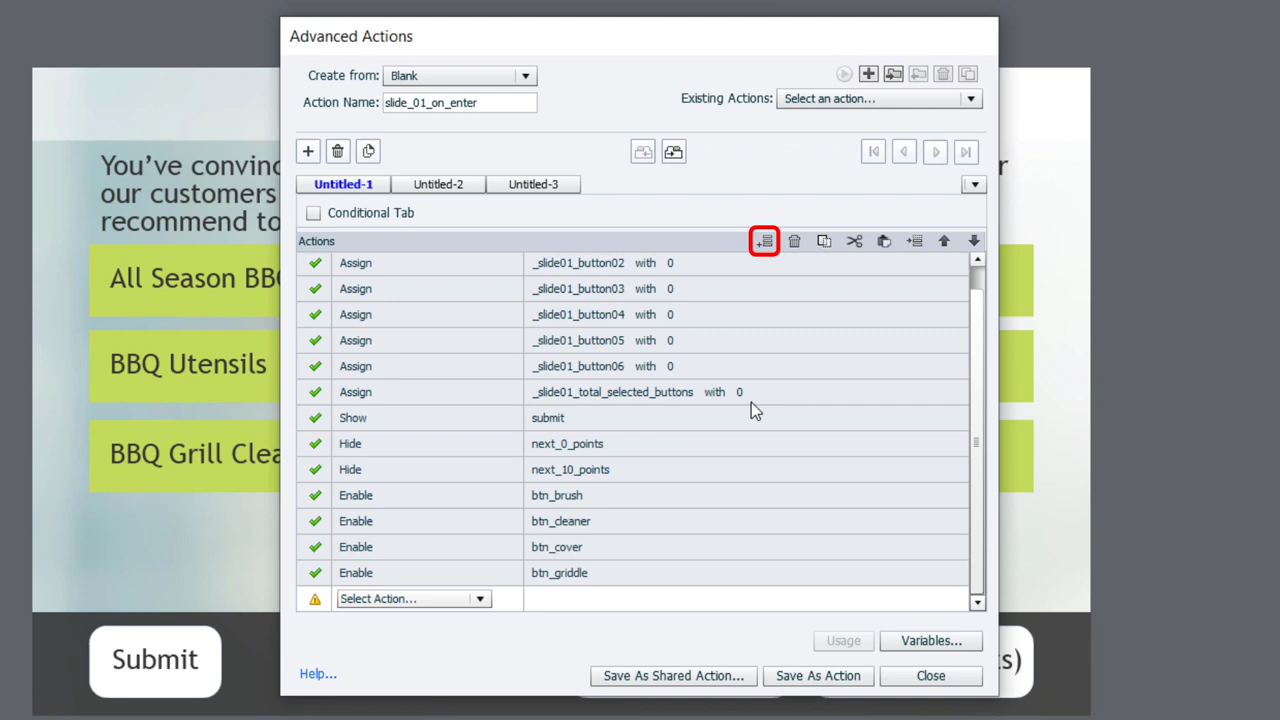 Advanced Actions
Create from: Blank
Action Name: slide_01_on_enter
Existing Actions: Select an action...
Untitled-1 Untitled-2 Untitled-3
Conditional Tab
Actions
Assign _slide01_button02 with 0
Assign _slide01_button03 with 0
Assign _slide01_button04 with 0
Assign _slide01_button05 with 0
Assign _slide01_button06 with 0
Assign _slide01_total_selected_buttons with 0
Show submit
Hide next_0_points
Hide next_10_points
Enable btn_brush
Enable btn_cleaner
Enable btn_cover
Enable btn_griddle
Select Action...
Usage Variables...
Help... Save As Shared Action... Save As Action Close
You've convinc
our customers
recommend to
r
All Season BB
BBQ Utensils
BBQ Grill Clea
Submit
s)